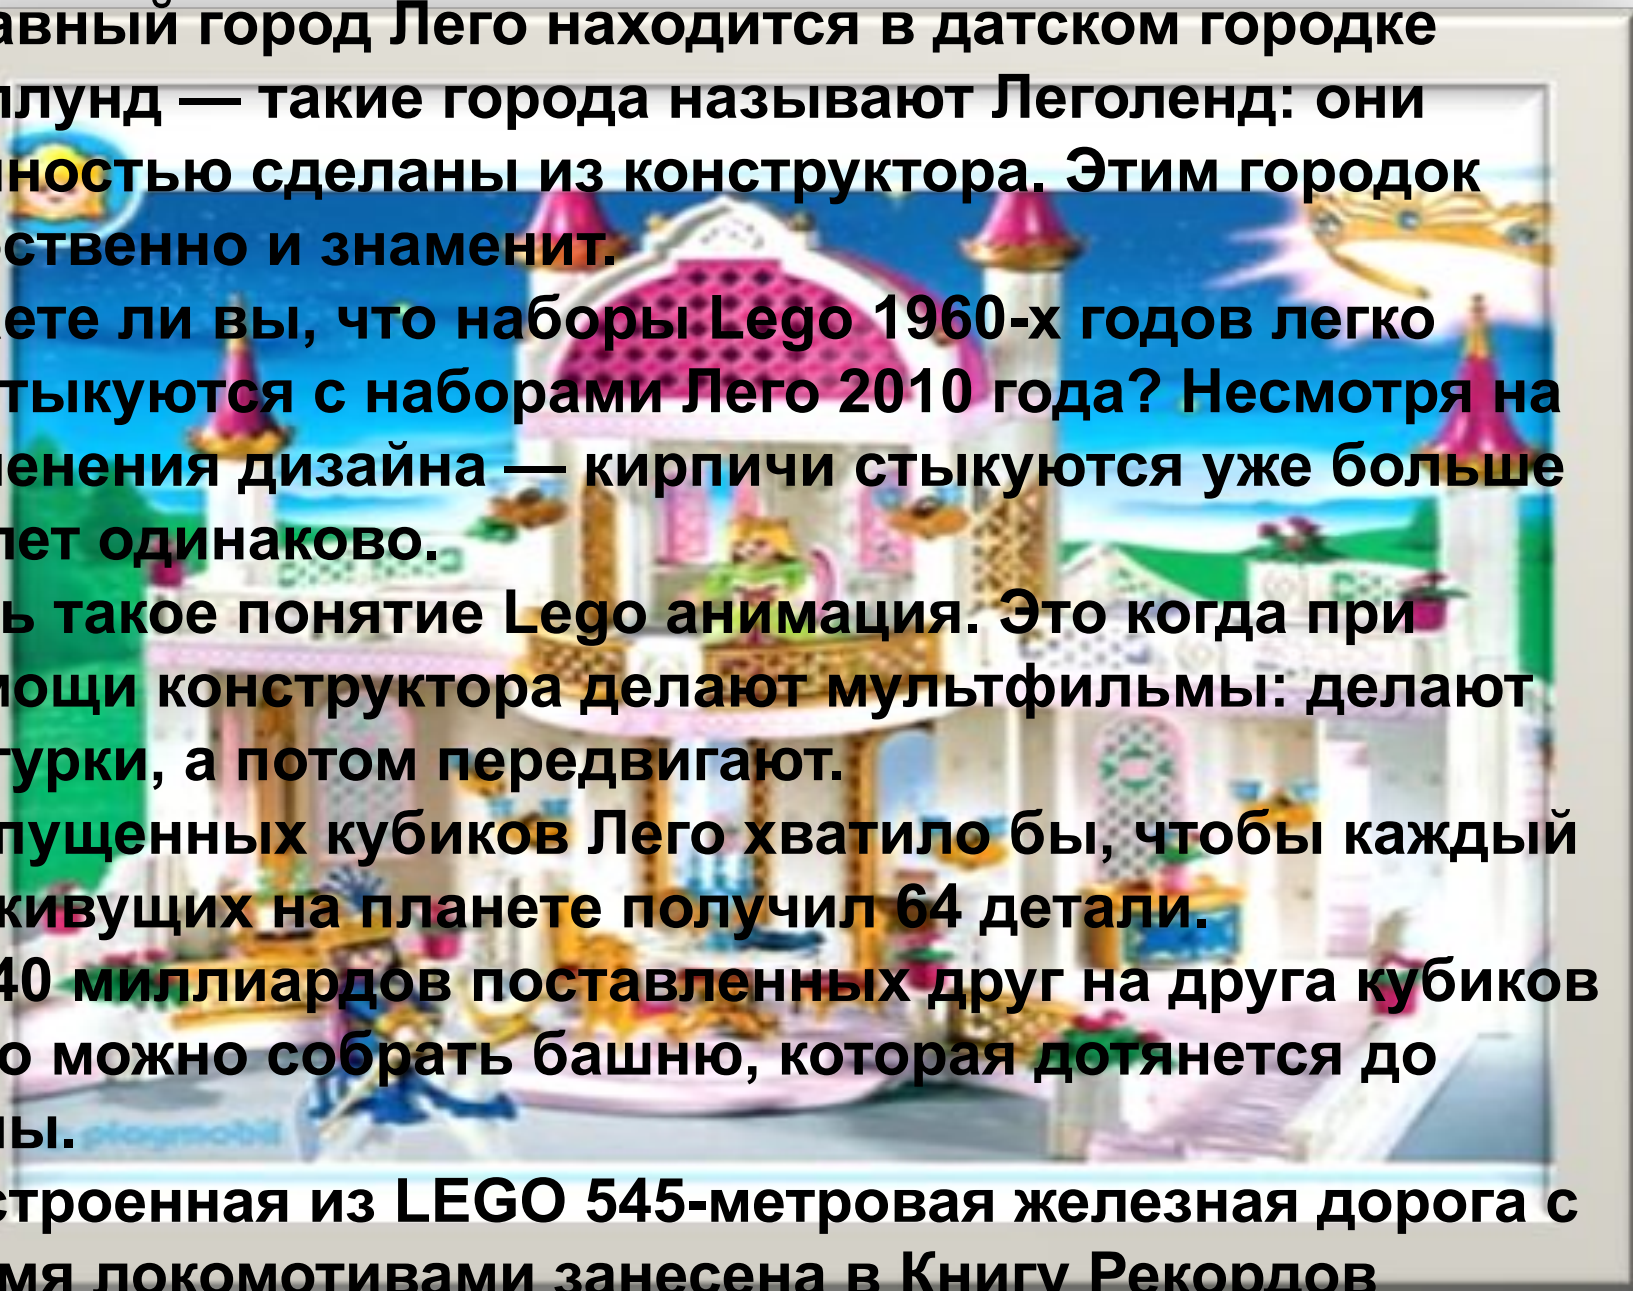 авный город Лего находится в датском городке
ллунд — такие города называют Леголенд: они
ностью сделаны из конструктора. Этим городок
ственно и знаменит.
ете ли вы, что наборы Lego 1960-х годов легко
тыкуются с наборами Лего 2010 года? Несмотря на
менения дизайна — кирпичи стыкуются уже больше
лет одинаково.
ь такое понятие Lego анимация. Это когда при
мощи конструктора делают мультфильмы: делают
гурки, а потом передвигают.
пущенных кубиков Лего хватило бы, чтобы каждый
живущих на планете получил 64 детали.
40 миллиардов поставленных друг на друга кубиков
о можно собрать башню, которая дотянется до
ны.
playmobil
строенная из LEGO 545-метровая железная дорога с
мя локомотивами занесена в Книгу Рекордов